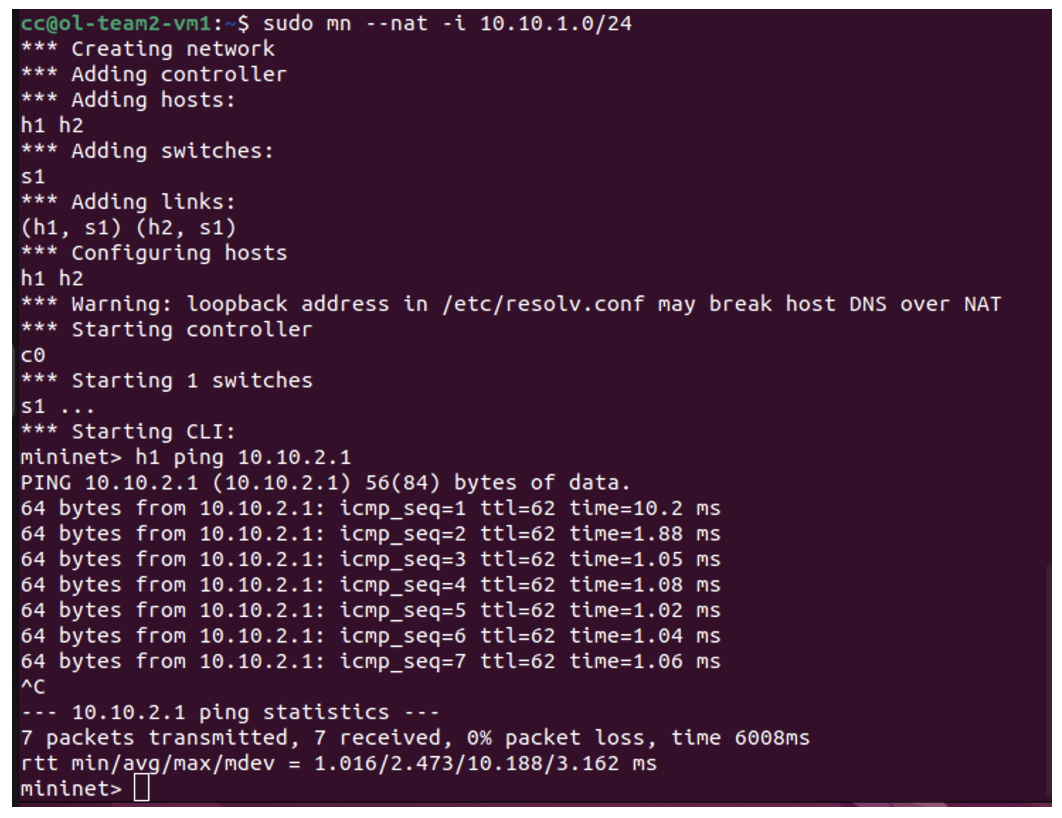 cc@ol-team2-vm1:~$ sudo mn --nat -i 10.10.1.0/24
*** Creating network
*** Adding controller
*** Adding hosts:
h1 h2
*** Adding switches:
s1
*** Adding links:
(h1, s1) (h2, s1)
*** Configuring hosts
h1 h2
*** Warning: loopback address in /etc/resolv.conf may break host DNS over NAT
*** Starting controller
c0
*** Starting 1 switches
s1 ...
*** Starting CLI:
mininet> h1 ping 10.10.2.1
PING 10.10.2.1 (10.10.2.1) 56(84) bytes of data.
64 bytes from 10.10.2.1: icmp_seq=1 ttl=62 time=10.2 ms
64 bytes from 10.10.2.1: icmp_seq=2 ttl=62 time=1.88 ms
64 bytes from 10.10.2.1: icmp_seq=3 ttl=62 time=1.05 ms
64 bytes from 10.10.2.1: icmp_seq=4 ttl=62 time=1.08 ms
64 bytes from 10.10.2.1: icmp_seq=5 ttl=62 time=1.02 ms
64 bytes from 10.10.2.1: icmp_seq=6 ttl=62 time=1.04 ms
64 bytes from 10.10.2.1: icmp_seq=7 ttl=62 time=1.06 ms
^C
--- 10.10.2.1 ping statistics ---
7 packets transmitted, 7 received, 0% packet loss, time 6008ms
rtt min/avg/max/mdev = 1.016/2.473/10.188/3.162 ms
mininet>